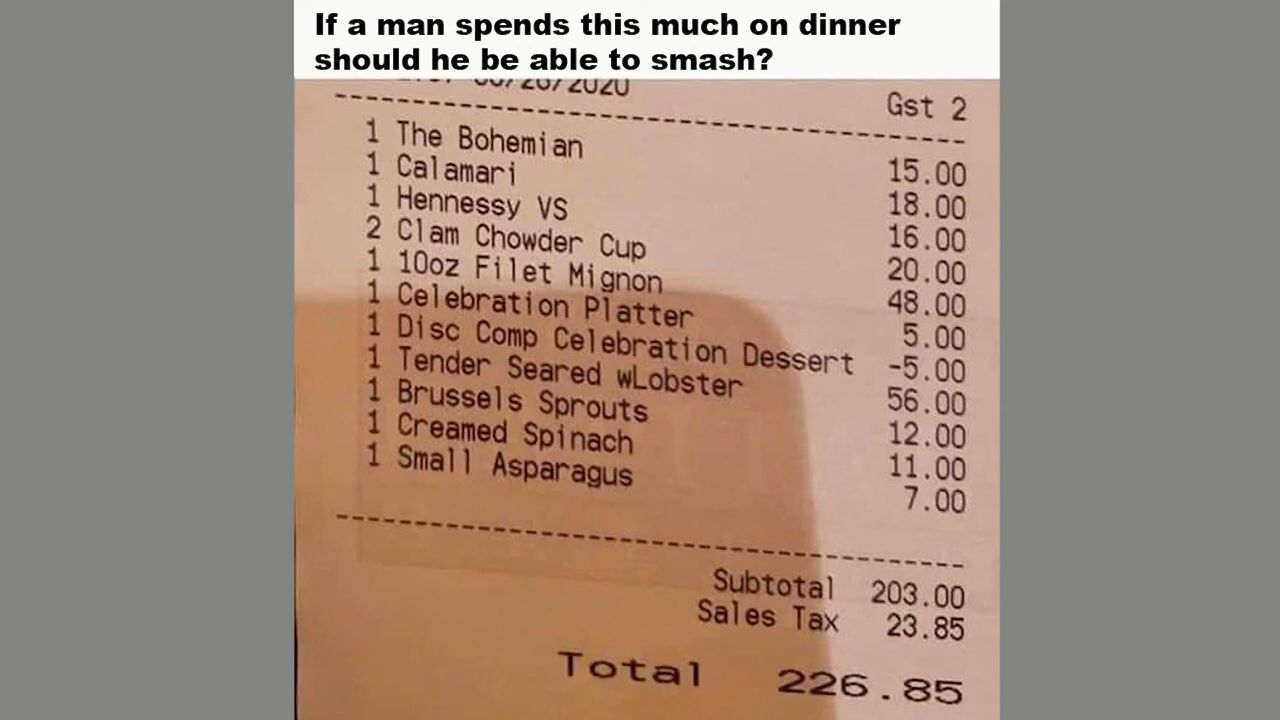 If a man spends this much on dinner
should he be able to smash?
Gst 2
1 The Bohemian 15.00
1 Calamari 18.00
1 Hennessy VS 16.00
2 Clam Chowder Cup 20.00
1 10oz Filet Mignon 48.00
1 Celebration Platter 5.00
1 Disc Comp Celebration Dessert -5.00
1 Tender Seared wLobster 56.00
1 Brussels Sprouts 12.00
1 Creamed Spinach 11.00
1 Small Asparagus 7.00
Subtotal 203.00
Sales Tax 23.85
Total 226.85